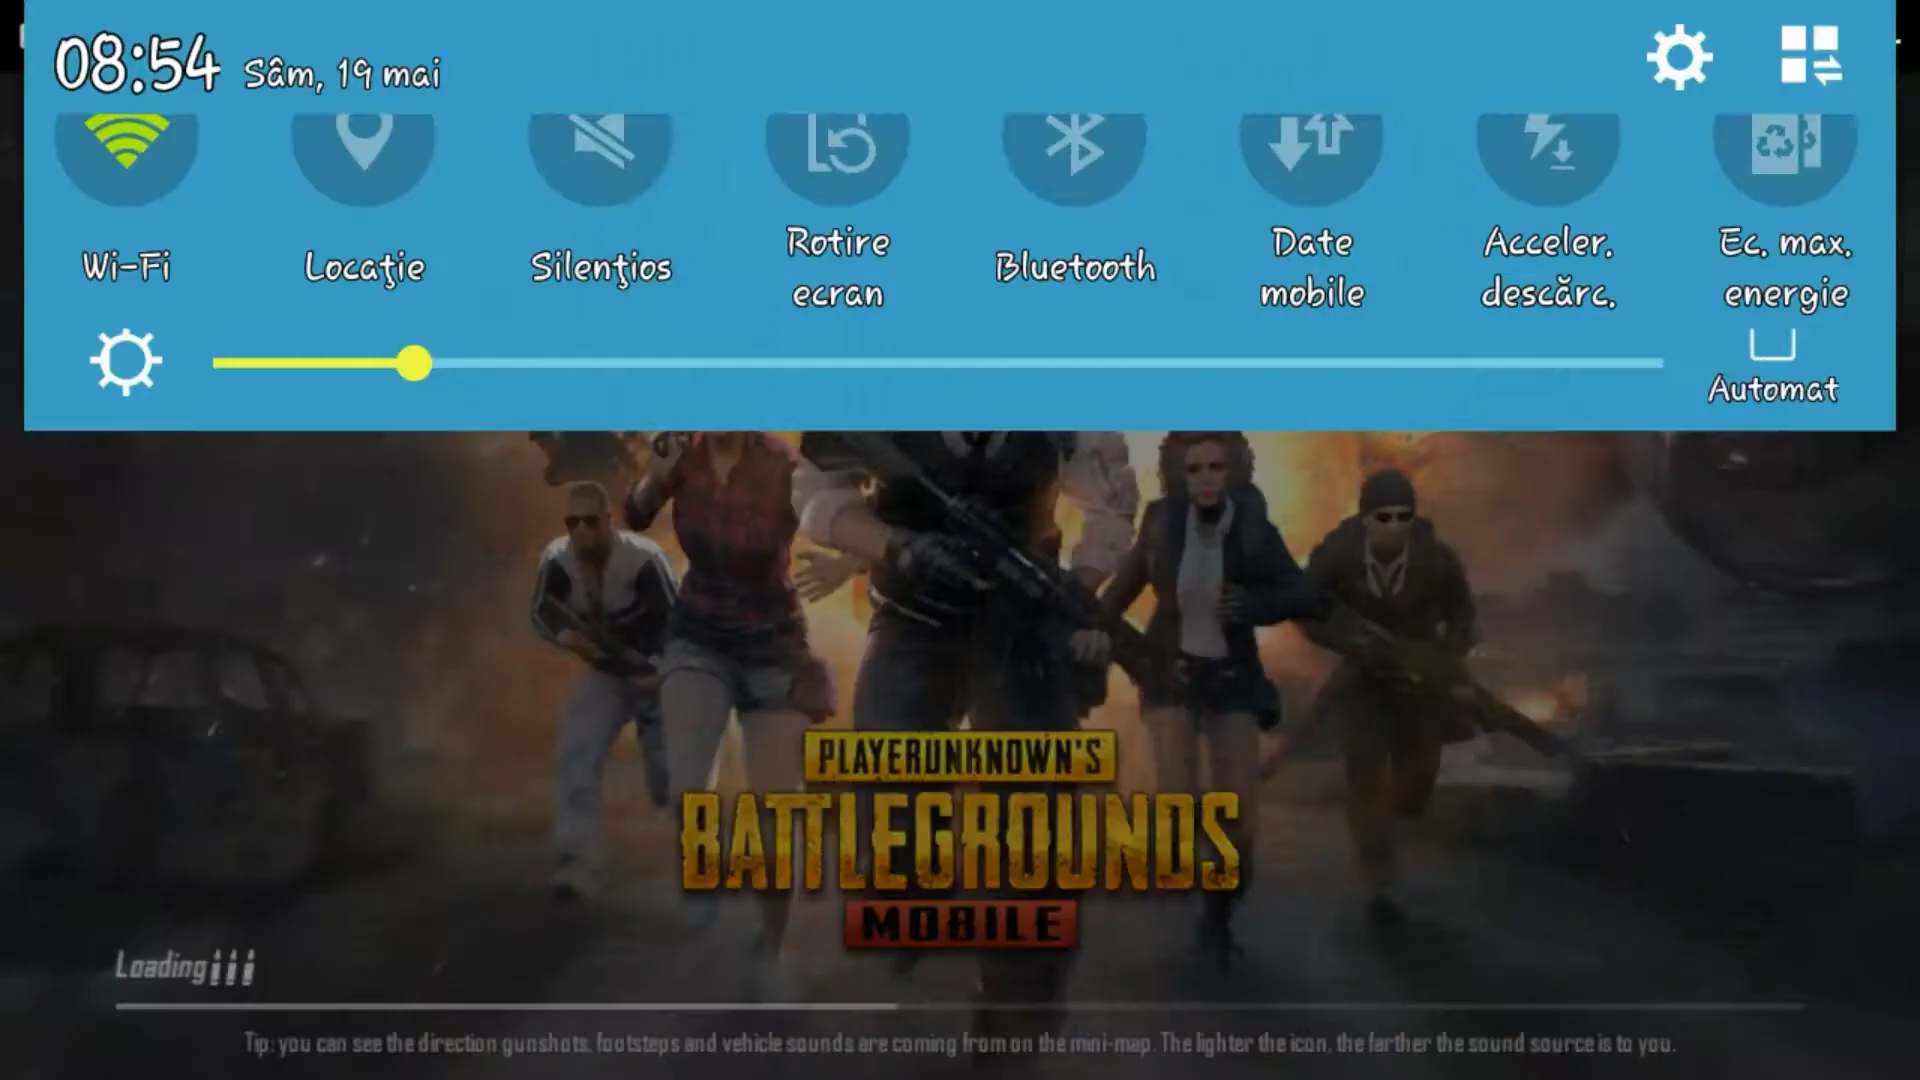 08:54 Sâm, 19 mai
Wi-Fi
Locaţie
Silenţios
Rotire
ecran
Bluetooth
Date
mobile
Acceler.
descărc.
Ec. max.
energie
Automat
PLAYERUNKNOWN'S
BATTLEGROUNDS
MOBILE
Loading
Tip: you can see the direction gunshots, footsteps and vehicle sounds are coming from on the mini-map. The lighter the icon, the farther the sound source is to you.